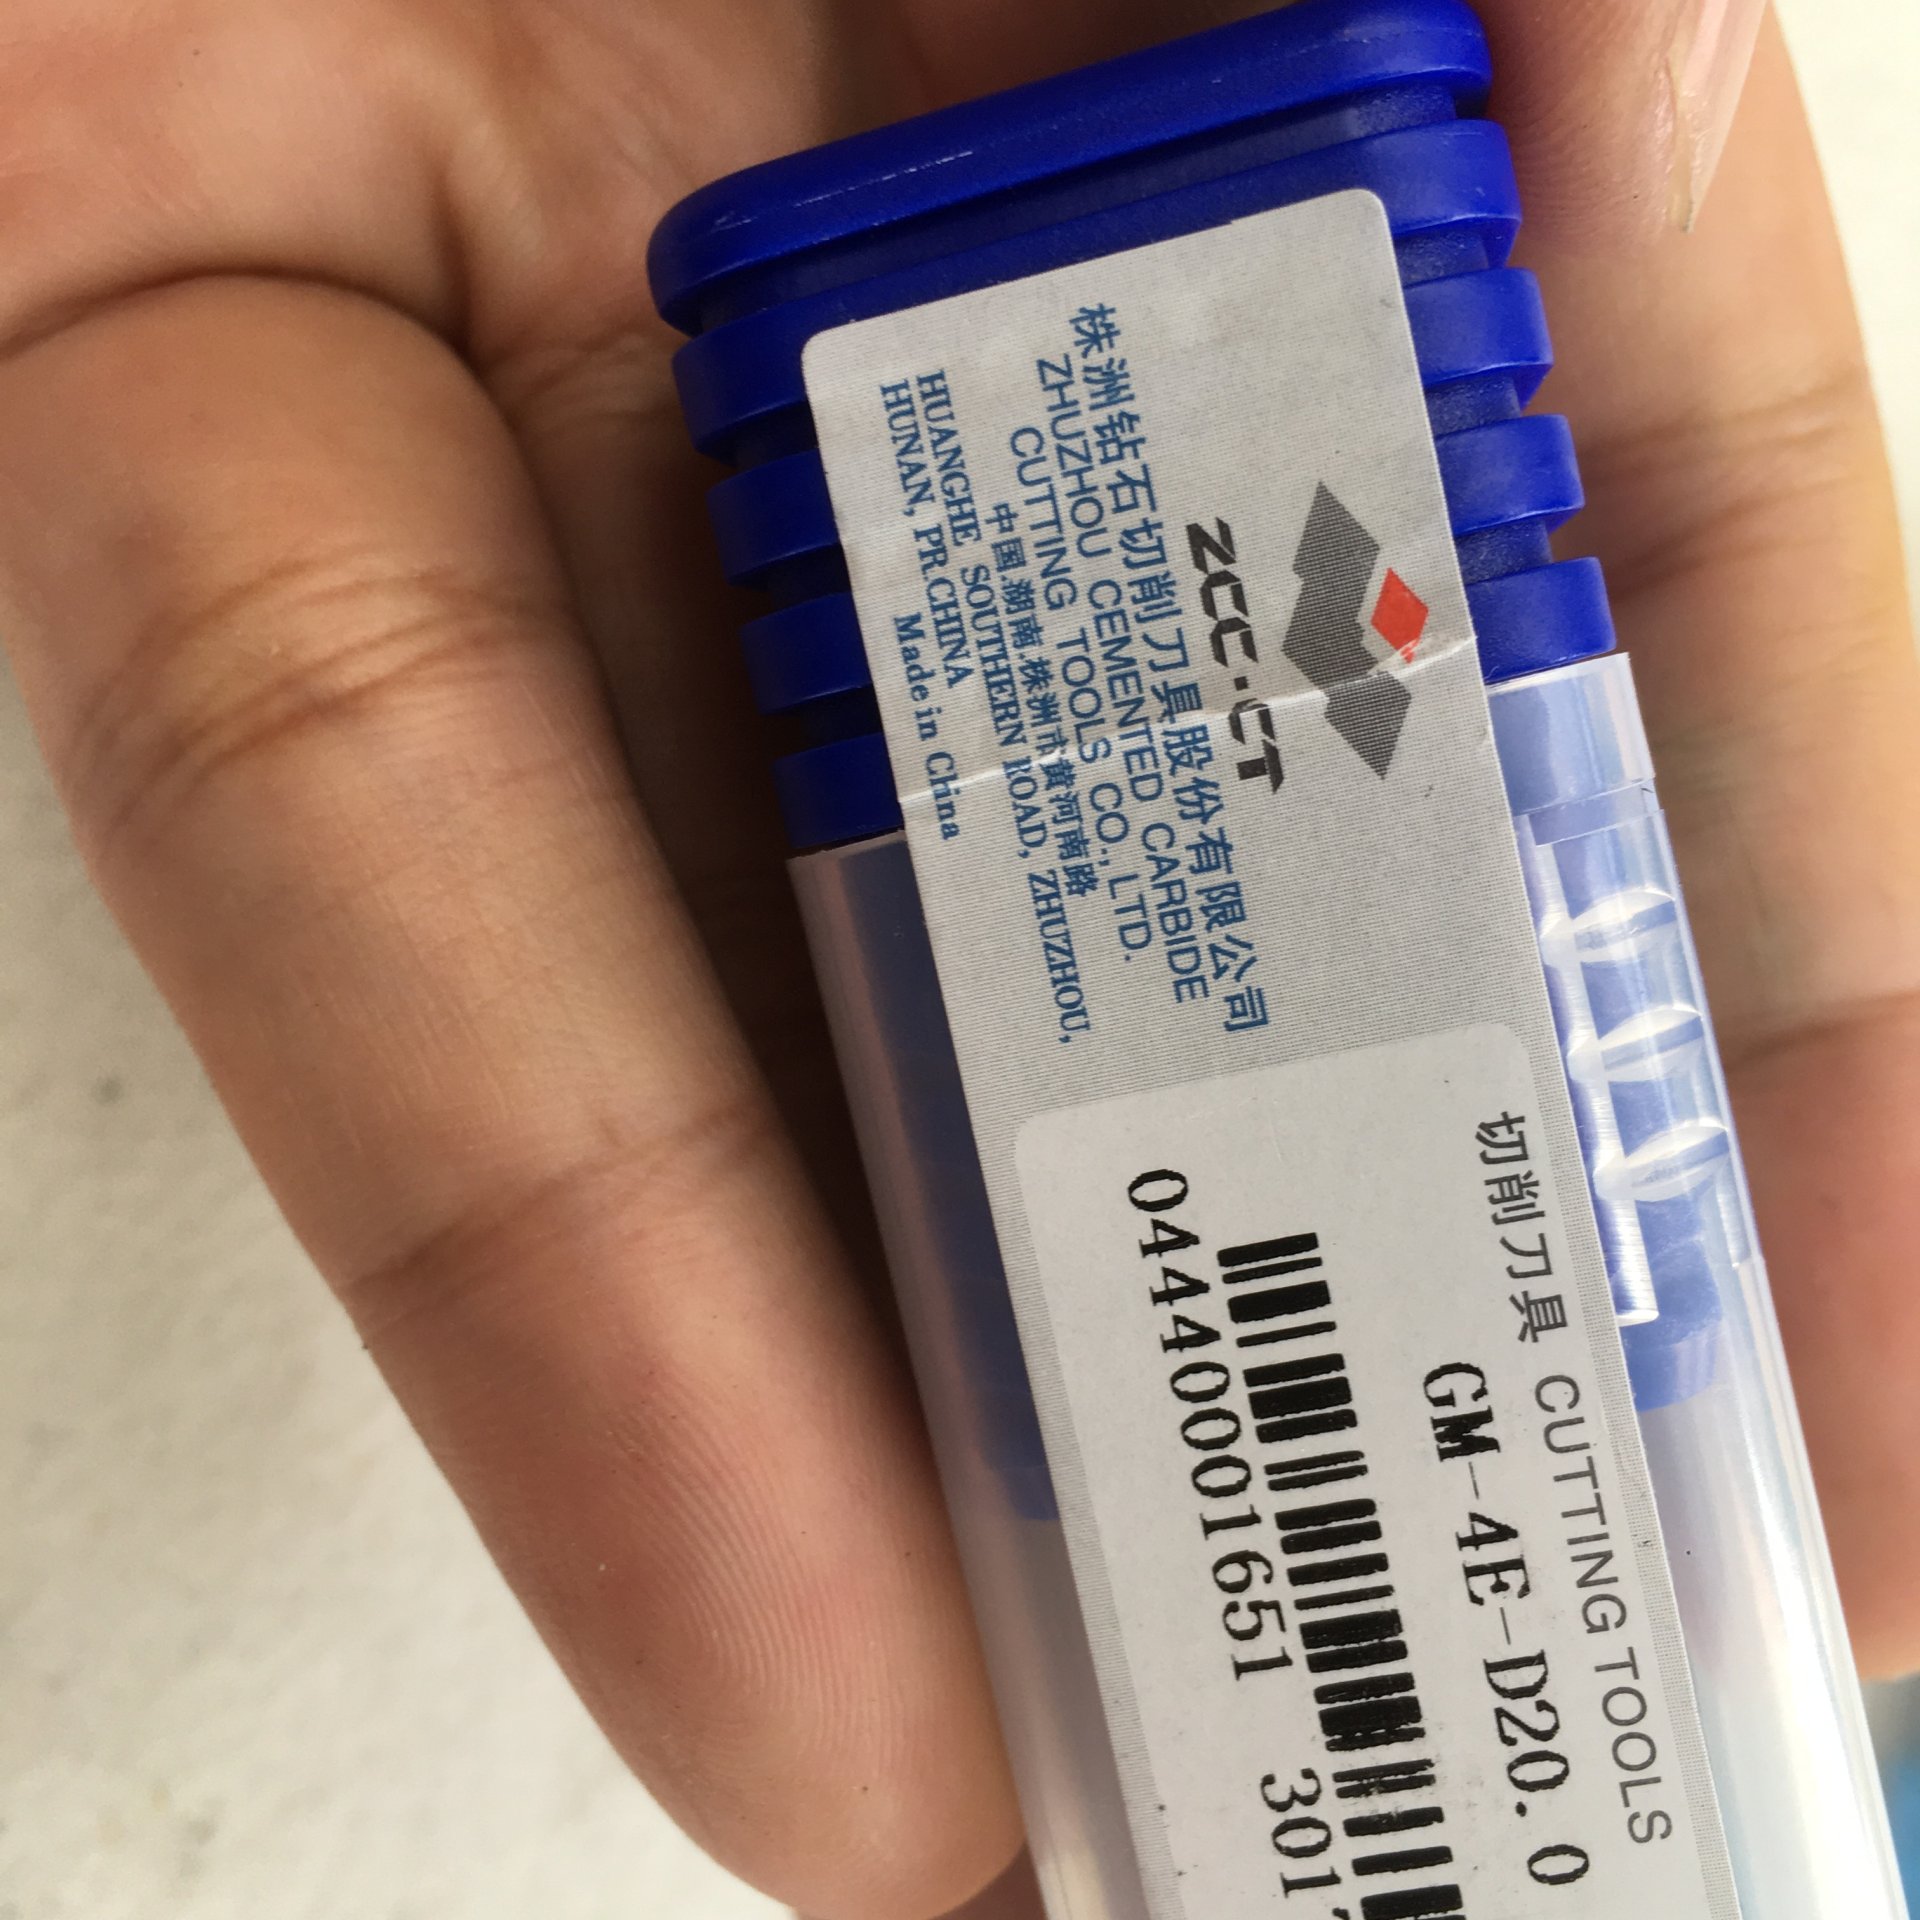 ZCC·CT
株洲钻石切削刀具股份有限公司
ZHUZHOU CEMENTED CARBIDE
CUTTING TOOLS CO., LTD.
中国.湖南.株洲市黄河南路
HUANGHE SOUTHERN ROAD, ZHUZHOU,
HUNAN, PR.CHINA
Made in China
切削刀具 CUTTING TOOLS
GM-4E-D20.0
04440001651 301